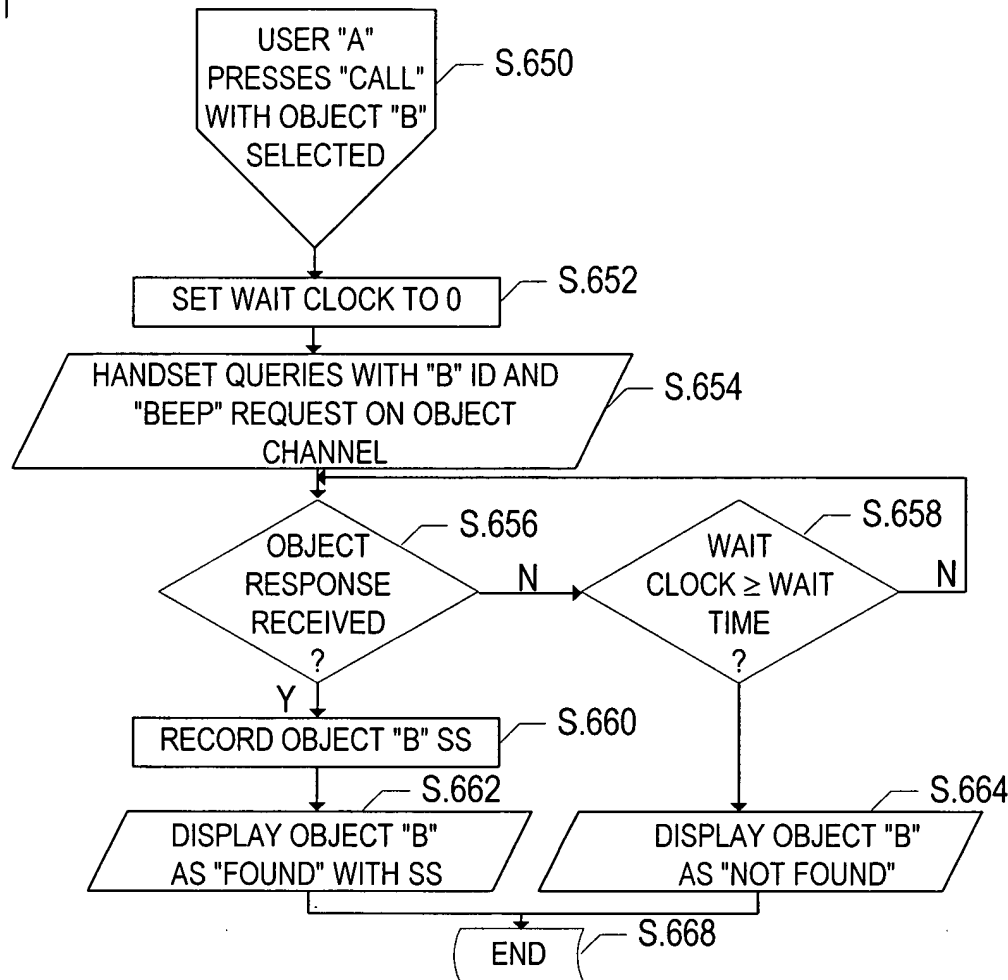 USER "A"
PRESSES "CALL"
WITH OBJECT "B"
SELECTED
S.650
SET WAIT CLOCK TO 0
S.652
HANDSET QUERIES WITH "B" ID AND
"BEEP" REQUEST ON OBJECT
CHANNEL
S.654
OBJECT
RESPONSE
RECEIVED
?
S.656
N
WAIT
CLOCK ≥ WAIT
TIME
?
S.658
N
Y
RECORD OBJECT "B" SS
S.660
DISPLAY OBJECT "B"
AS "FOUND" WITH SS
S.662
DISPLAY OBJECT "B"
AS "NOT FOUND"
S.664
END
S.668